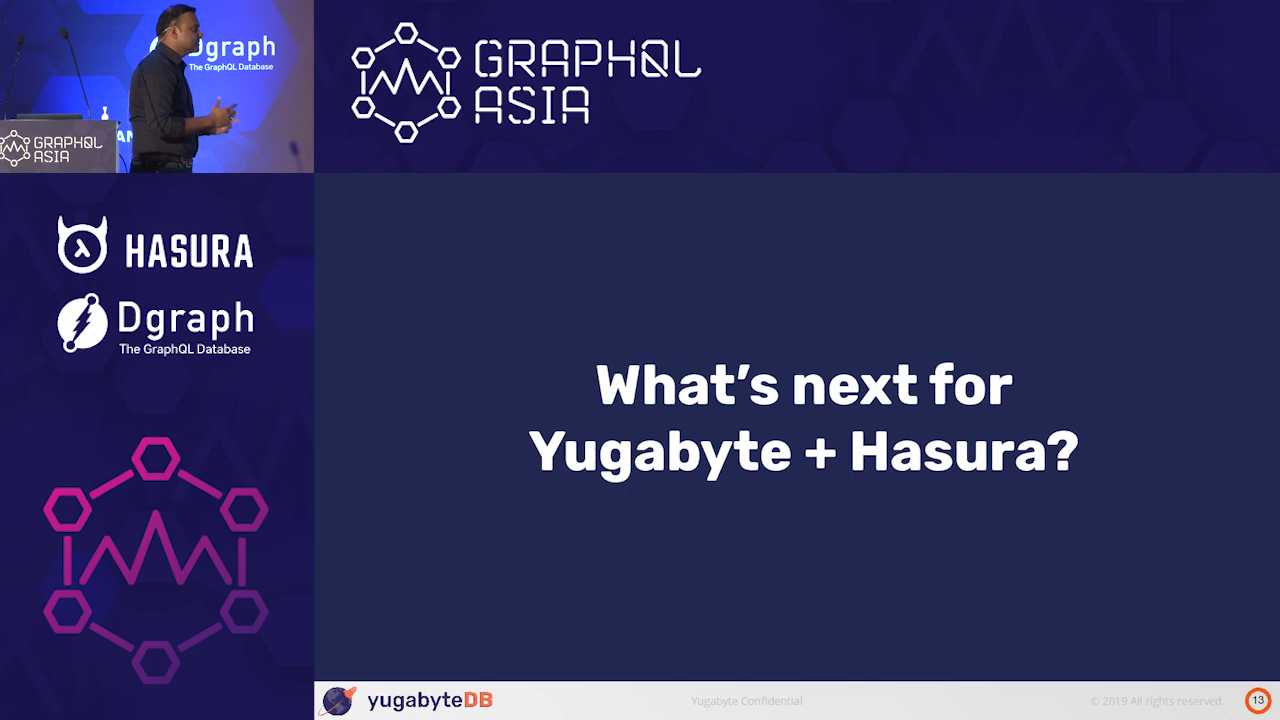 Dgraph
The GraphQL Database
GRAPHQL
ASIA
GRAPHQL
ASIA
HASURA
Dgraph
The GraphQL Database
What's next for
Yugabyte + Hasura?
yugabyteDB
Yugabyte Confidential
© 2019 All rights reserved.
13